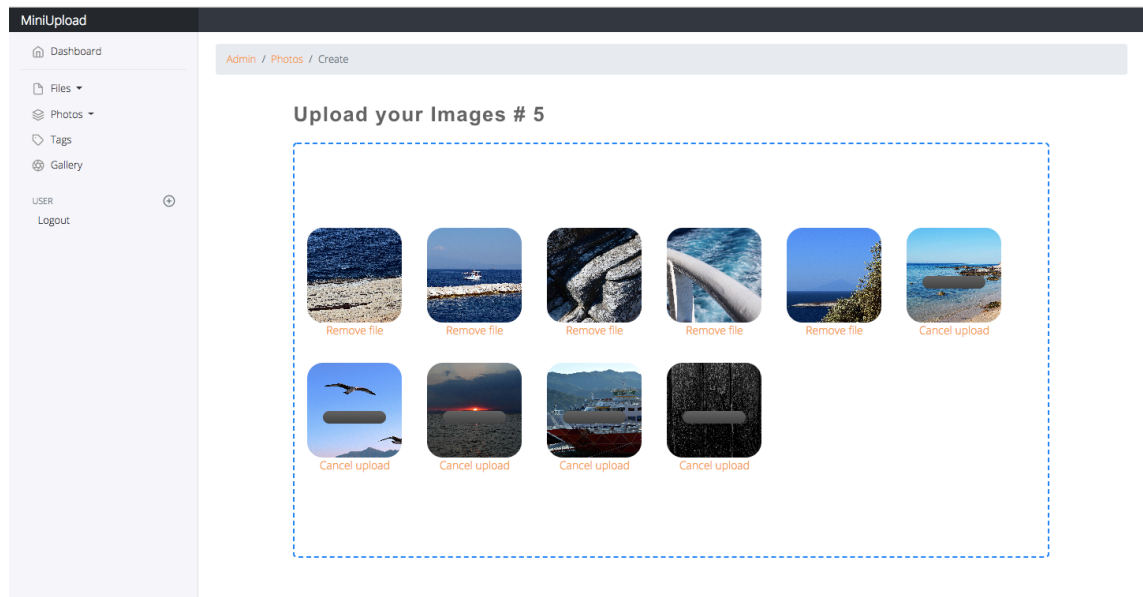 MiniUpload
Dashboard
Files
Photos
Tags
Gallery
USER
Logout
Admin / Photos / Create
Upload your Images # 5
Remove file Remove file Remove file Remove file Remove file Cancel upload
Cancel upload Cancel upload Cancel upload Cancel upload